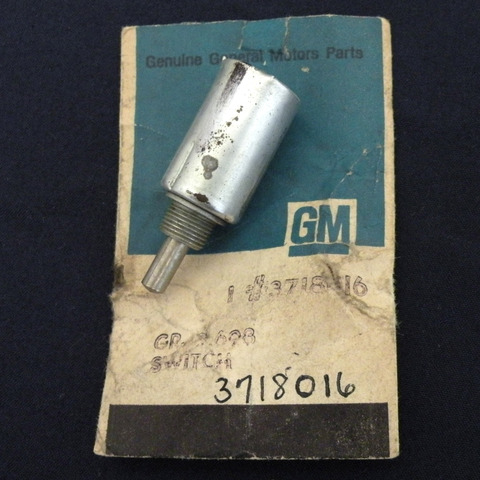 Genuine General Motors Parts
GM
1 #3718016
GR. 2.698
SWITCH
3718016